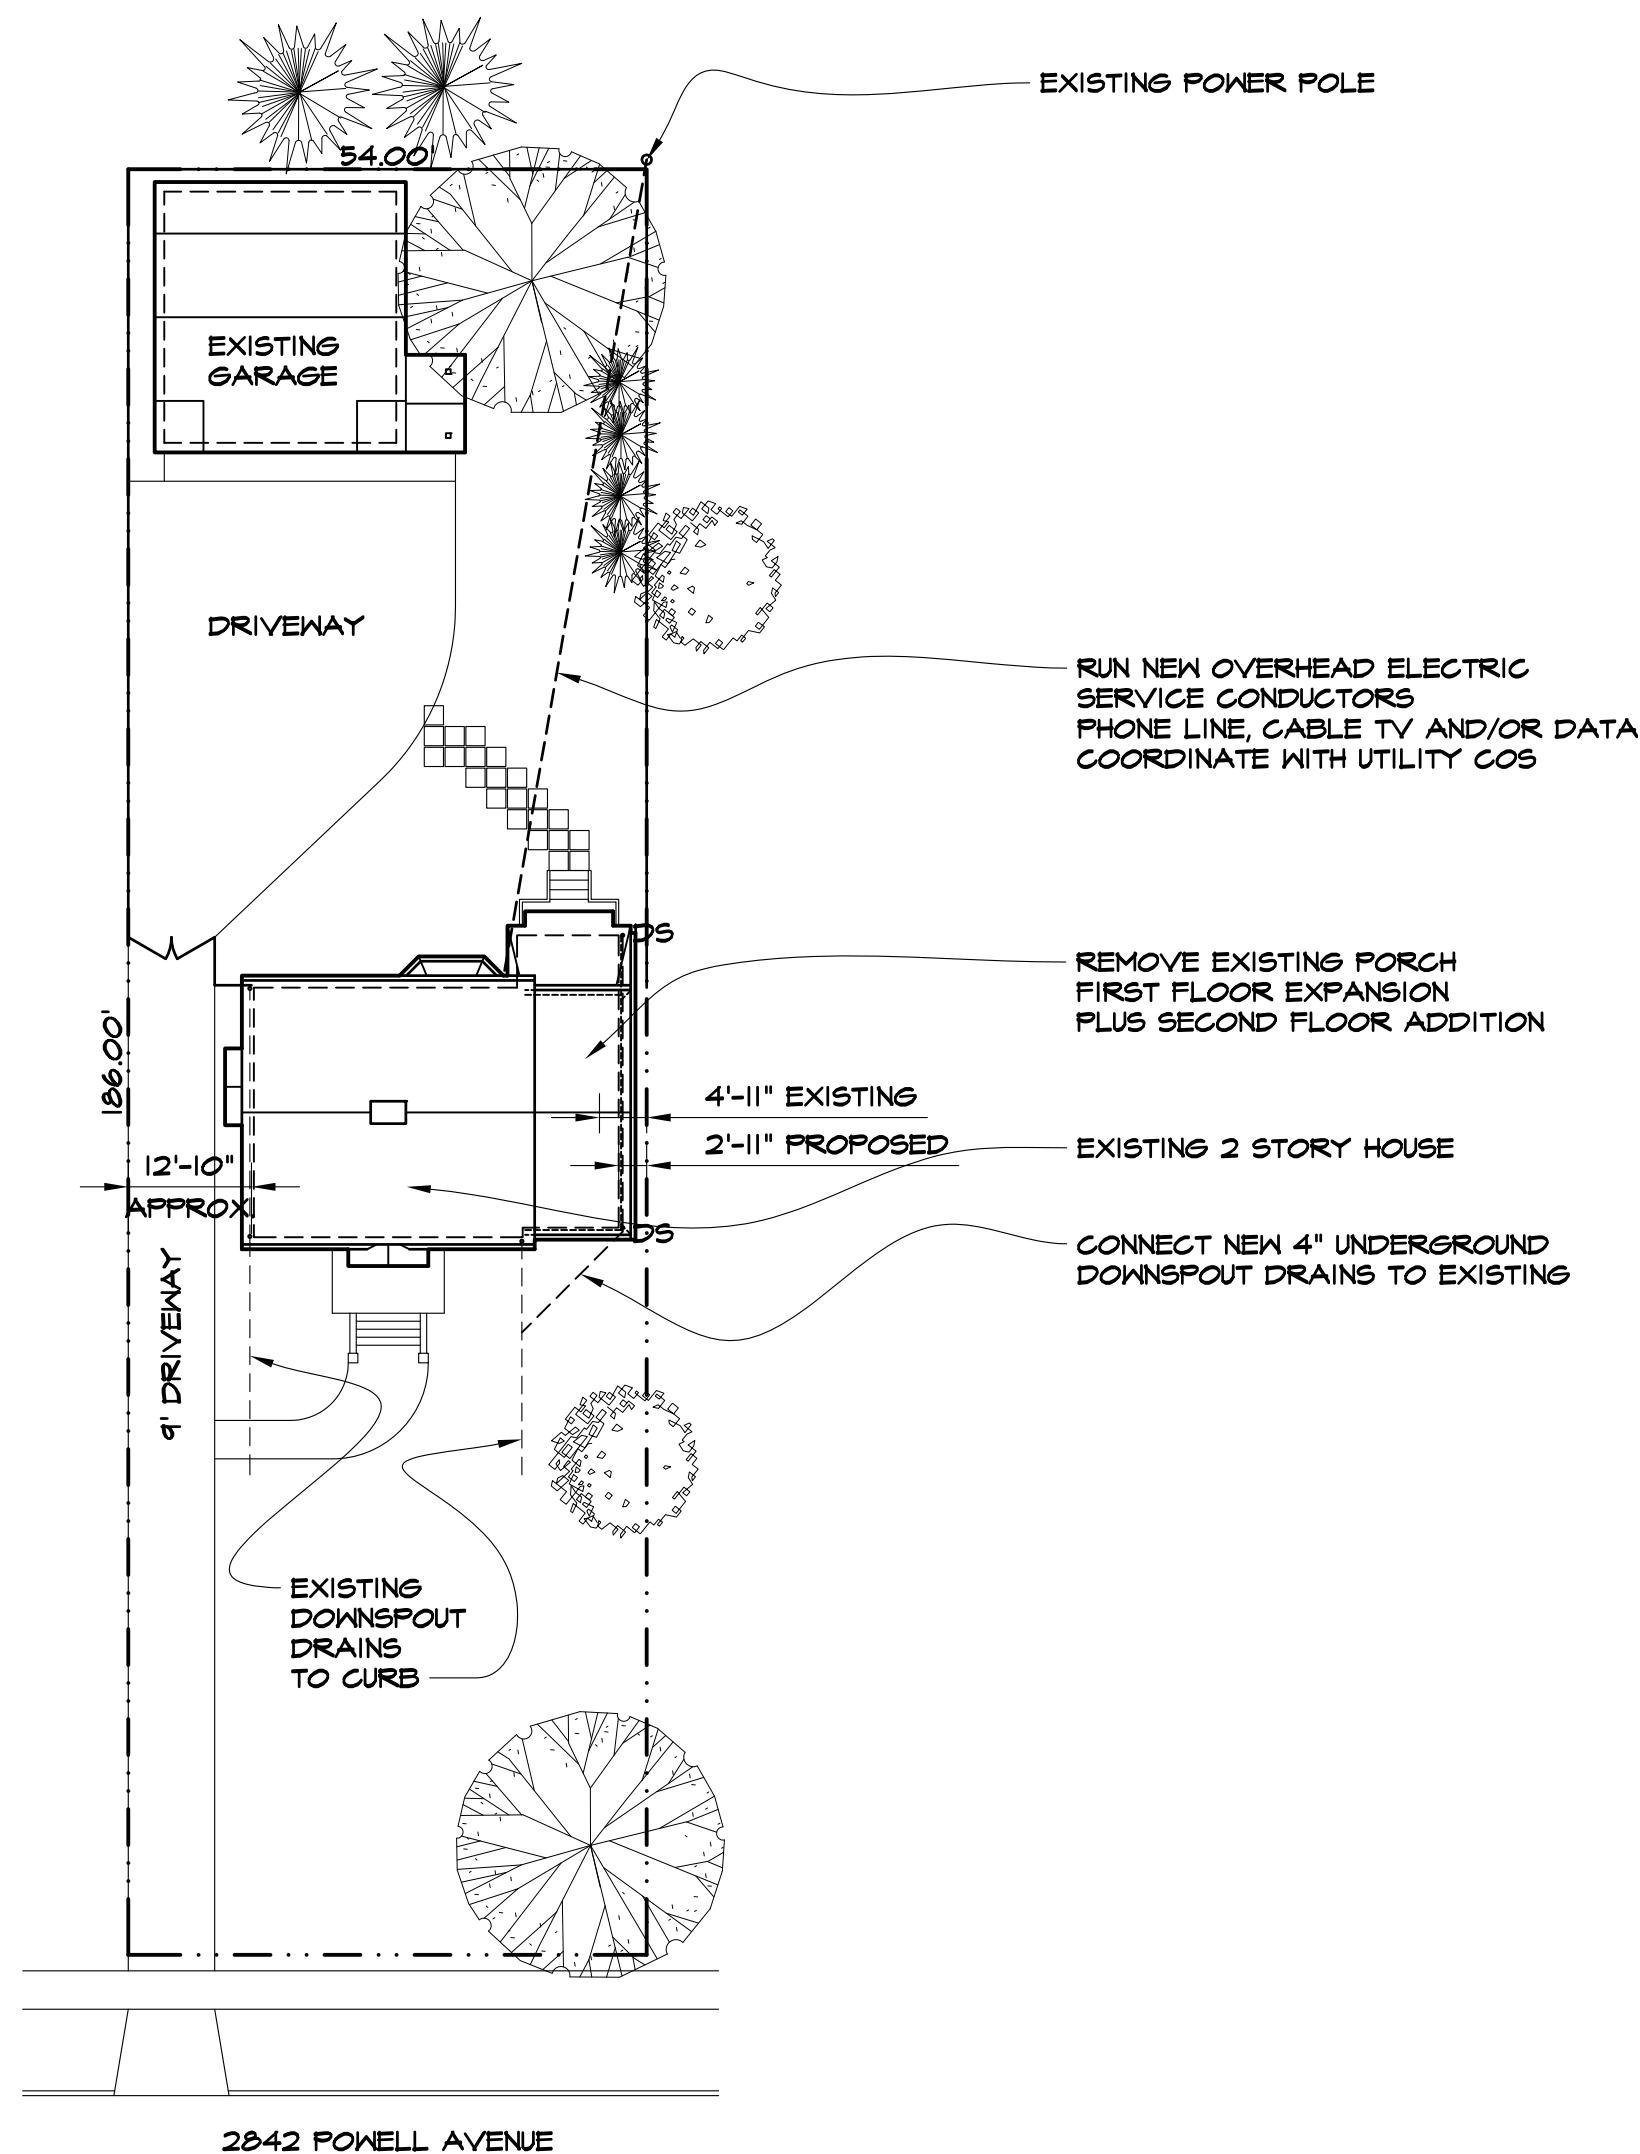 EXISTING POWER POLE
54.00'
EXISTING
GARAGE
DRIVEWAY
RUN NEW OVERHEAD ELECTRIC
SERVICE CONDUCTORS
PHONE LINE, CABLE TV AND/OR DATA
COORDINATE WITH UTILITY COS
DS
REMOVE EXISTING PORCH
FIRST FLOOR EXPANSION
PLUS SECOND FLOOR ADDITION
186.00'
4'-11" EXISTING
2'-11" PROPOSED
EXISTING 2 STORY HOUSE
12'-10"
APPROX.
DS
CONNECT NEW 4" UNDERGROUND
DOWNSPOUT DRAINS TO EXISTING
9' DRIVEWAY
EXISTING
DOWNSPOUT
DRAINS
TO CURB
2842 POWELL AVENUE